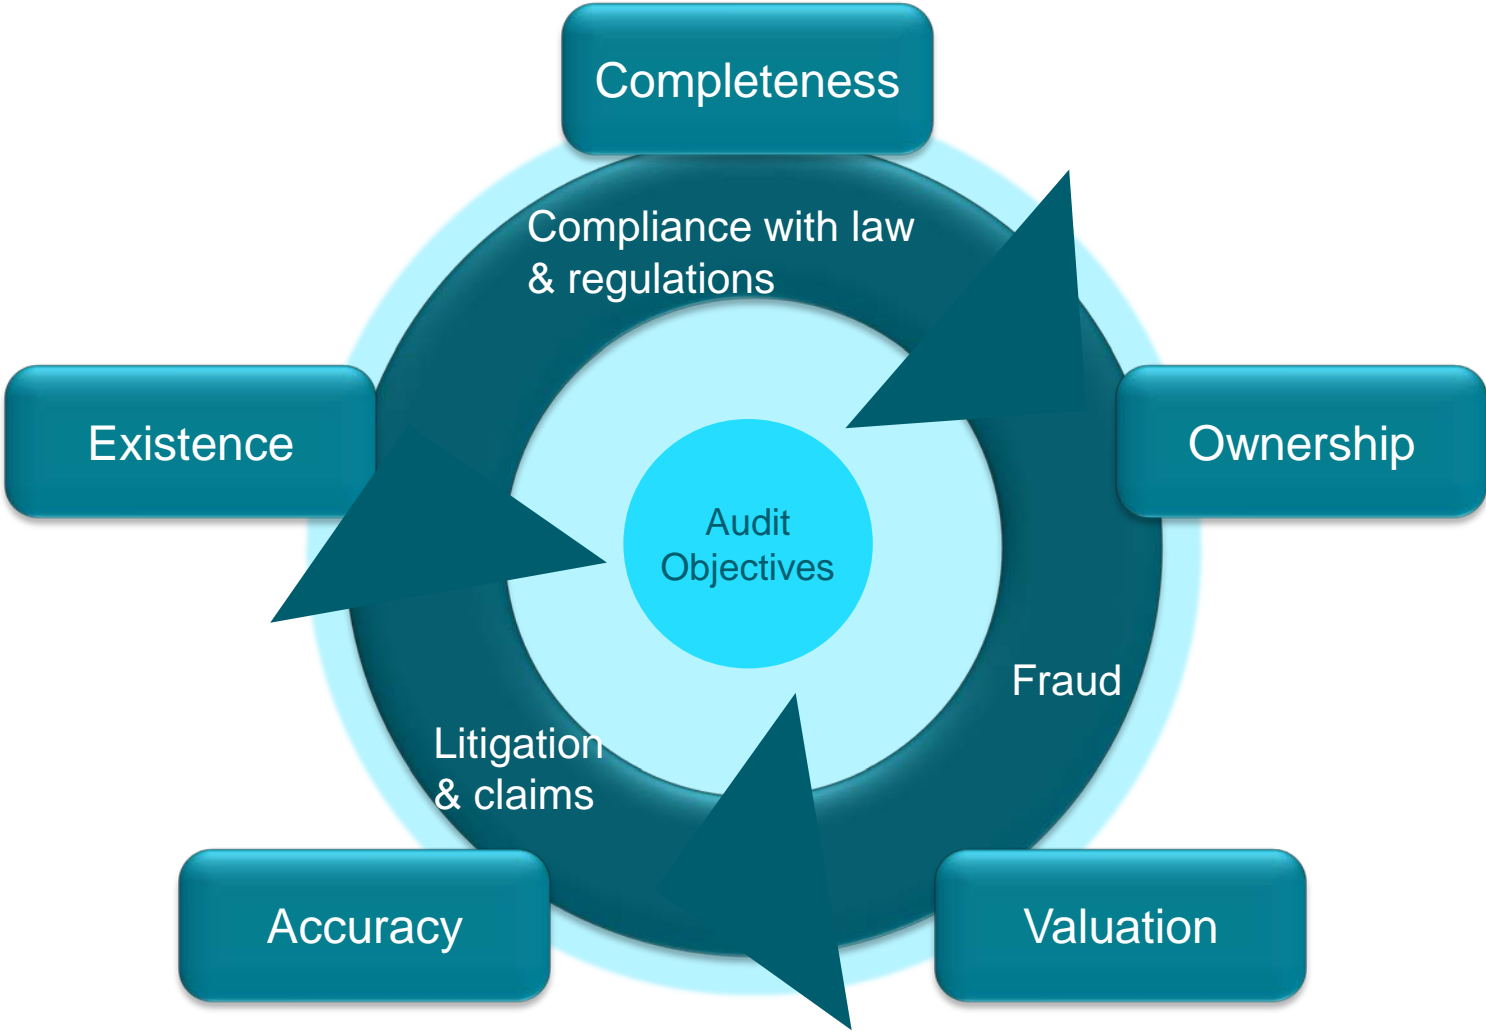 Completeness
Compliance with law
& regulations
Existence
Ownership
Audit
Objectives
Fraud
Litigation
& claims
Accuracy
Valuation